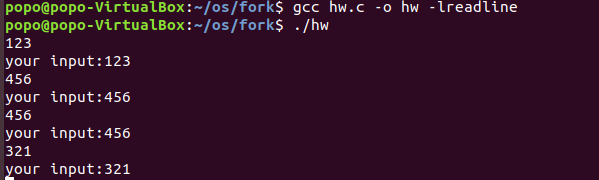 popo@popo-VirtualBox:~/os/fork$ gcc hw.c -o hw -lreadline
popo@popo-VirtualBox:~/os/fork$ ./hw
123
your input:123
456
your input:456
456
your input:456
321
your input:321